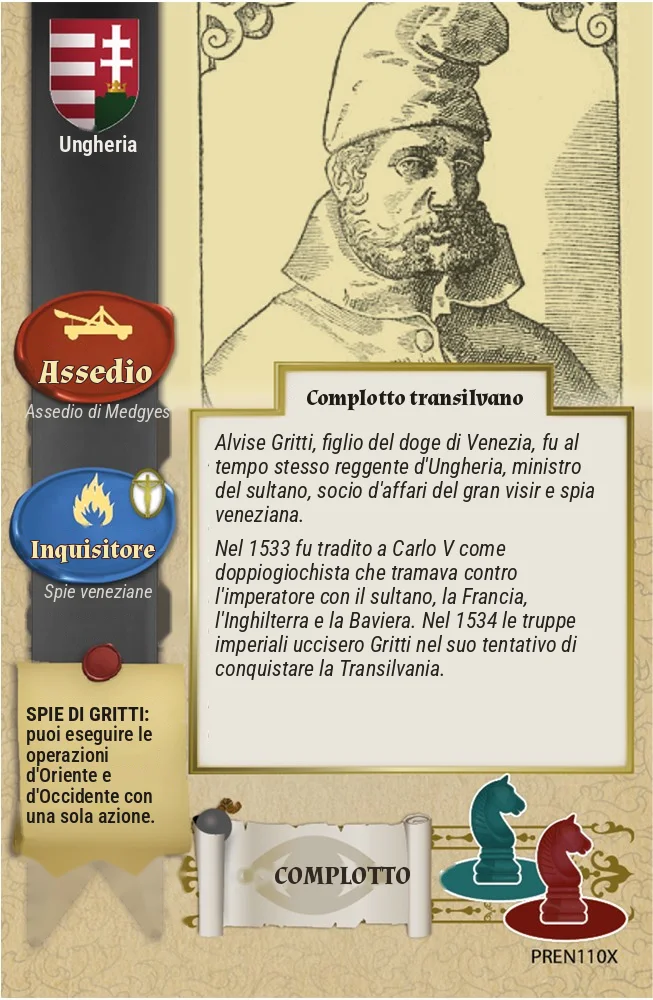 Ungheria
Assedio
Assedio di Medgyes
Inquisitore
Spie veneziane
SPIE DI GRITTI:
puoi eseguire le
operazioni
d'Oriente e
d'Occidente con
una sola azione.
Complotto transilvano
Alvise Gritti, figlio del doge di Venezia, fu al
tempo stesso reggente d'Ungheria, ministro
del sultano, socio d'affari del gran visir e spia
veneziana.
Nel 1533 fu tradito a Carlo V come
doppiogiochista che tramava contro
l'imperatore con il sultano, la Francia,
l'Inghilterra e la Baviera. Nel 1534 le truppe
imperiali uccisero Gritti nel suo tentativo di
conquistare la Transilvania.
COMPLOTTO
PREN110X